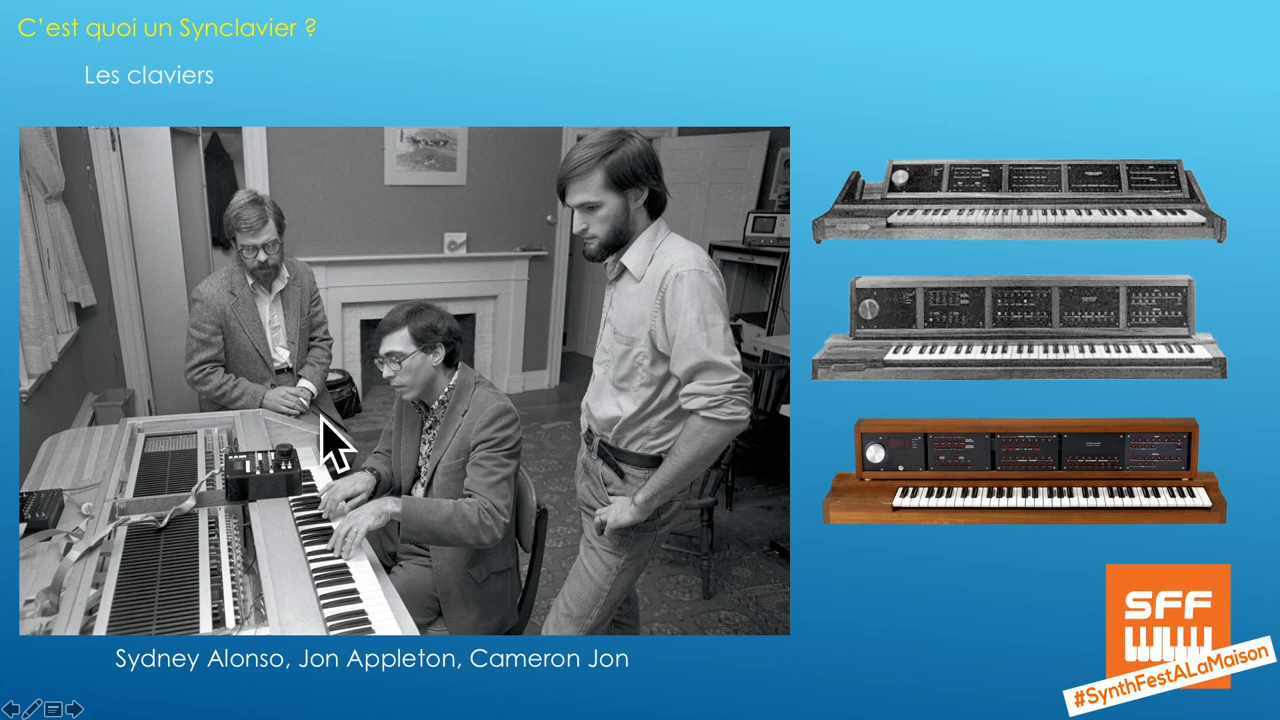 C'est quoi un Synclavier ?
Les claviers
Sydney Alonso, Jon Appleton, Cameron Jon
SFF
#SynthFestALaMaison